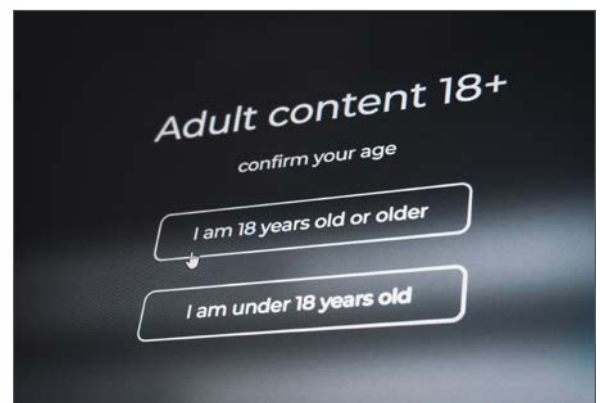 Adult content 18+
confirm your age
I am 18 years old or older
I am under 18 years old